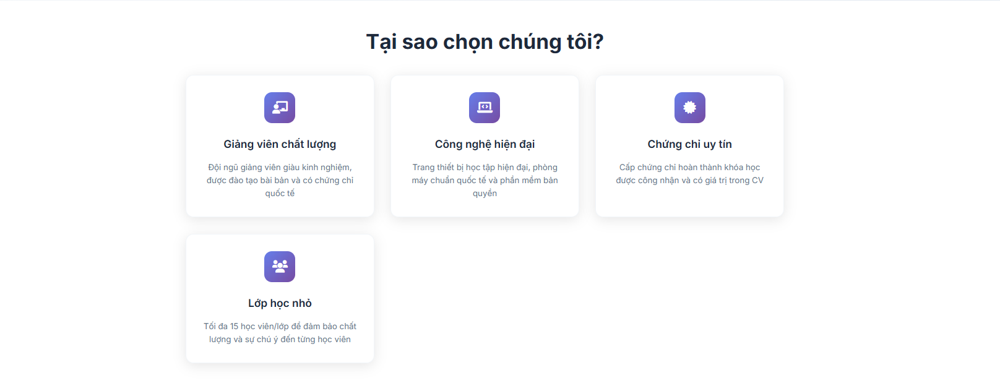 Tại sao chọn chúng tôi?
Giảng viên chất lượng
Đội ngũ giảng viên giàu kinh nghiệm,
được đào tạo bài bản và có chứng chỉ
quốc tế
Công nghệ hiện đại
Trang thiết bị học tập hiện đại, phòng
máy chuẩn quốc tế và phần mềm bản
quyền
Chứng chỉ uy tín
Cấp chứng chỉ hoàn thành khóa học
được công nhận và có giá trị trong CV
Lớp học nhỏ
Tối đa 15 học viên/lớp để đảm bảo chất
lượng và sự chú ý đến từng học viên